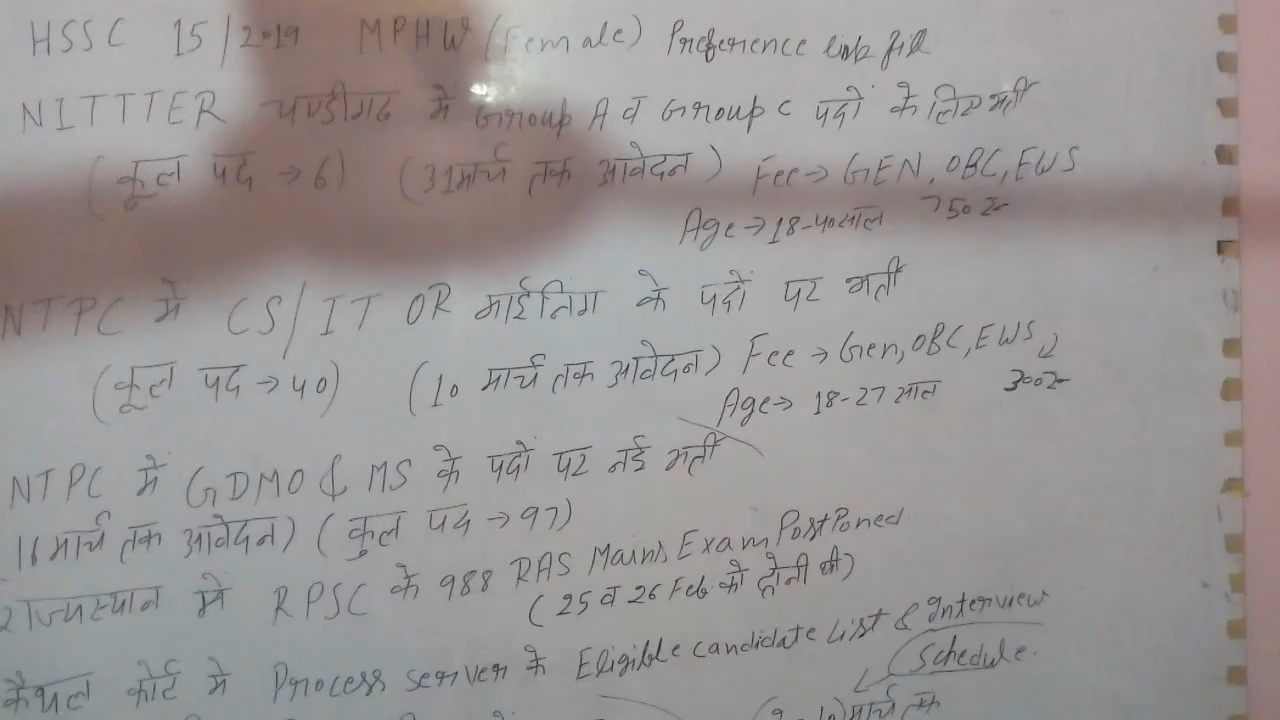 HSSC 15/2019 MPHW (Female) Preference link fill
NITTTER चण्डीगढ में Group A व Group C पदों के लिए भर्ती
(कूल पद → 6) (31 मार्च तक आवेदन) Fee → GEN, OBC, EWS
Age → 18-40 साल 750 रु
NTPC में CS/IT OR माईनिग के पदों पर भर्ती
(कूल पद → 40) (10 मार्च तक आवेदन) Fee → Gen, OBC, EWS
Age → 18-27 साल 300 रु
NTPC में GDMO & MS के पदों पर नई भर्ती
16 मार्च तक आवेदन) (कुल पद → 97)
राज्यस्थान मे RPSC के 988 RAS Mains Exam PostPoned
(25 व 26 Feb को होनी थी)
कैथल कोर्ट मे Process server के Eligible candidate List & Interview
Schedule.
मार्च तक